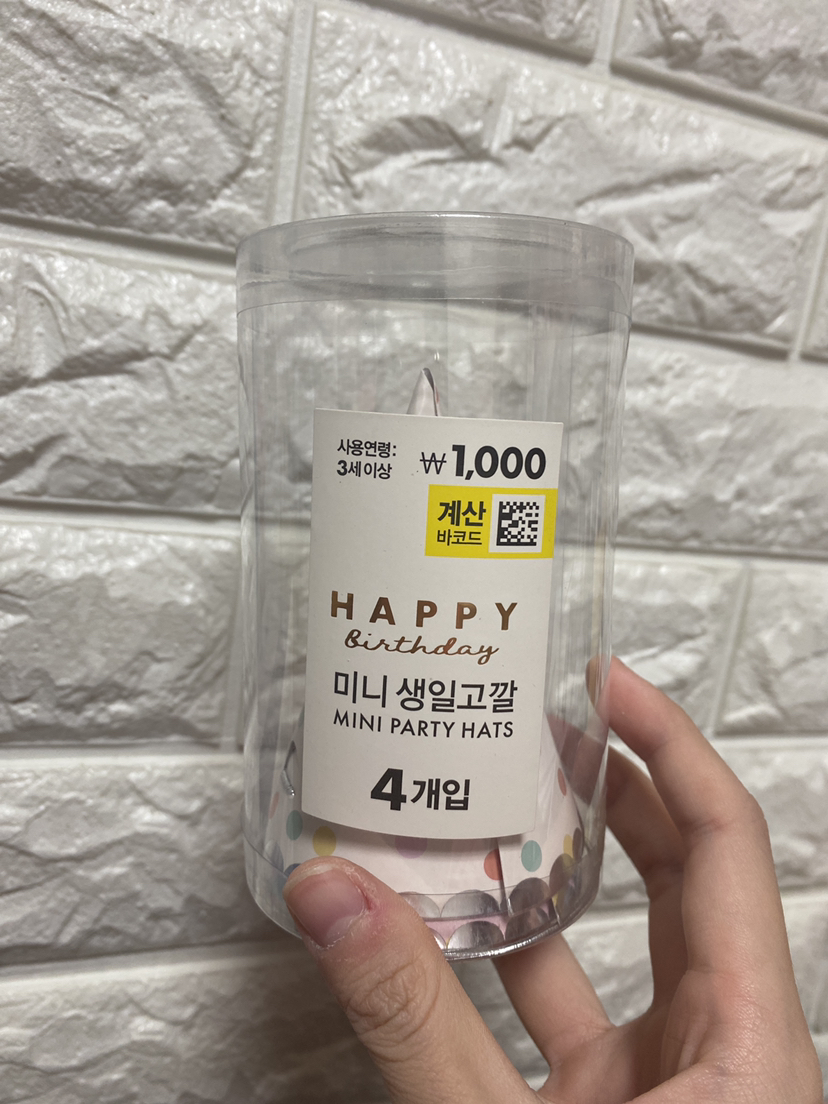 사용연령:
3세 이상
₩1,000
계산
바코드
HAPPY
Birthday
미니 생일고깔
MINI PARTY HATS
4개입